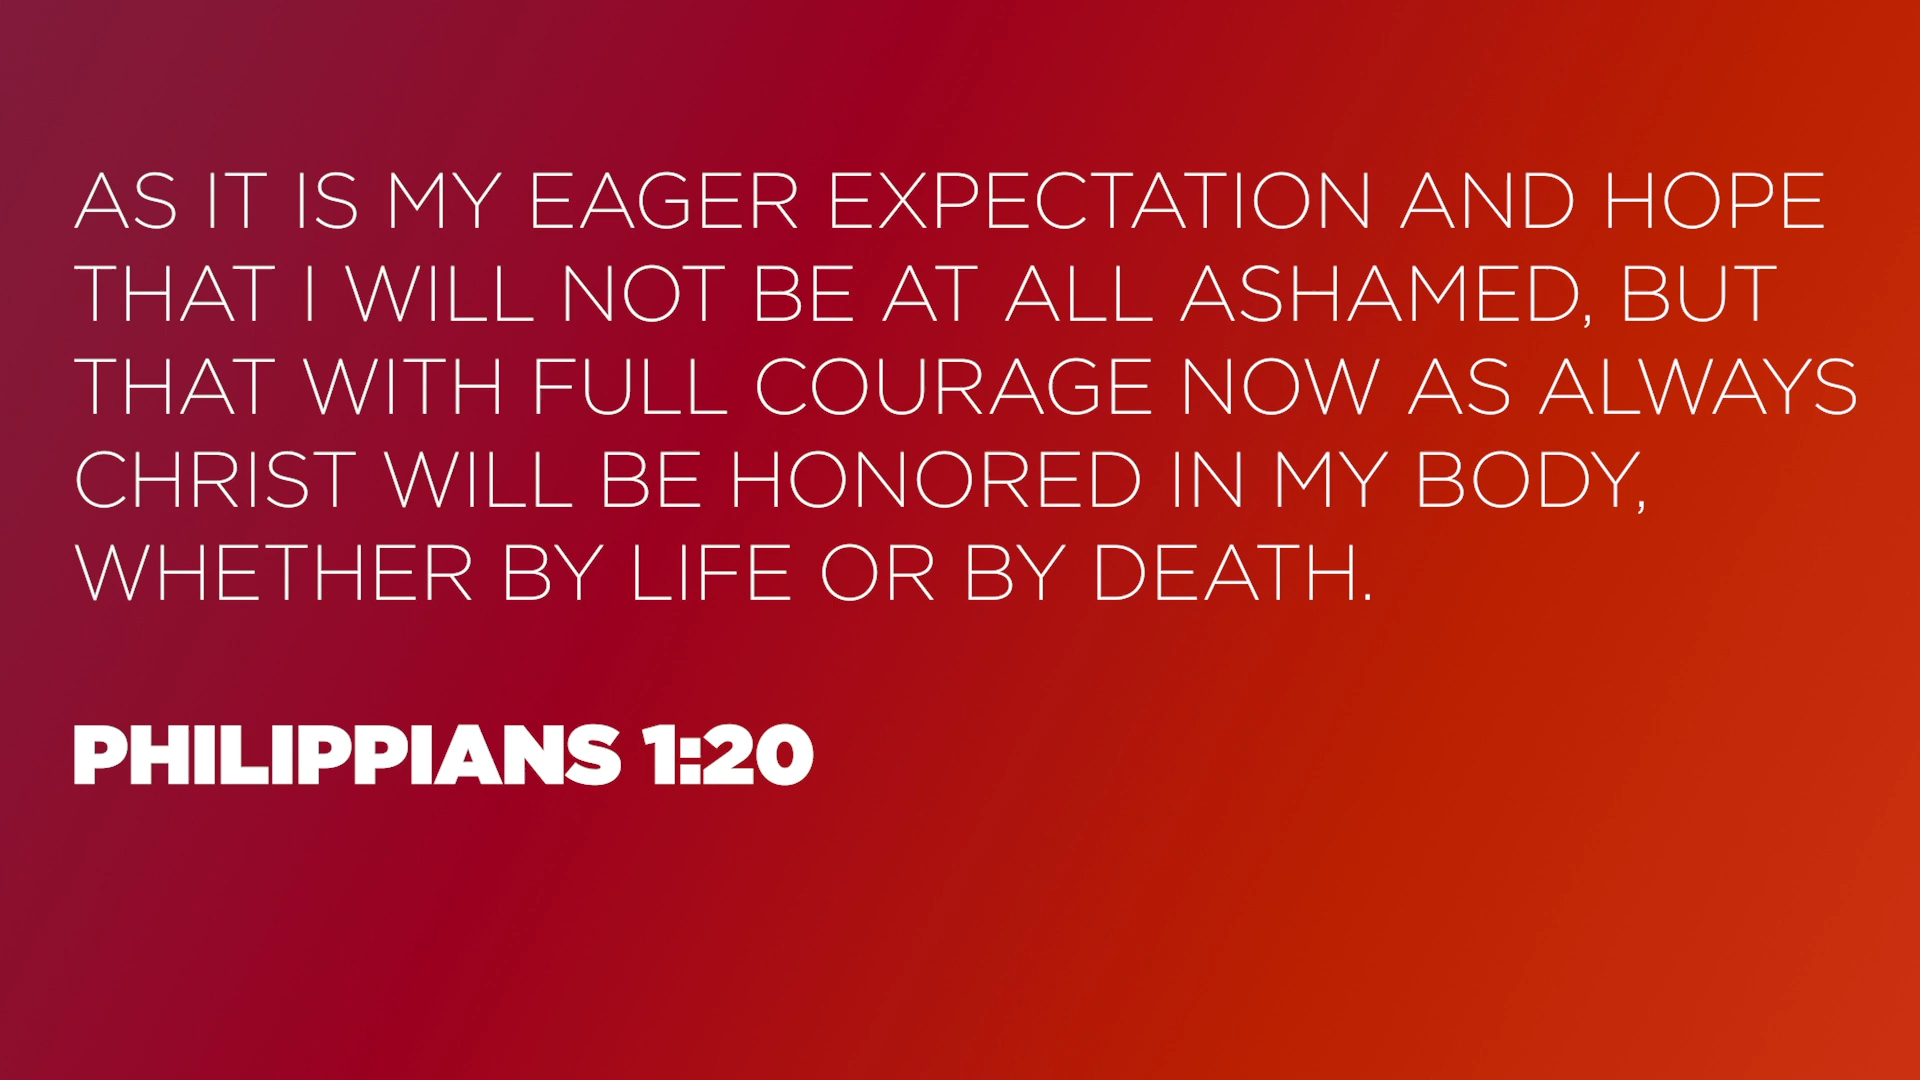 AS IT IS MY EAGER EXPECTATION AND HOPE
THAT I WILL NOT BE AT ALL ASHAMED, BUT
THAT WITH FULL COURAGE NOW AS ALWAYS
CHRIST WILL BE HONORED IN MY BODY,
WHETHER BY LIFE OR BY DEATH.
PHILIPPIANS 1:20